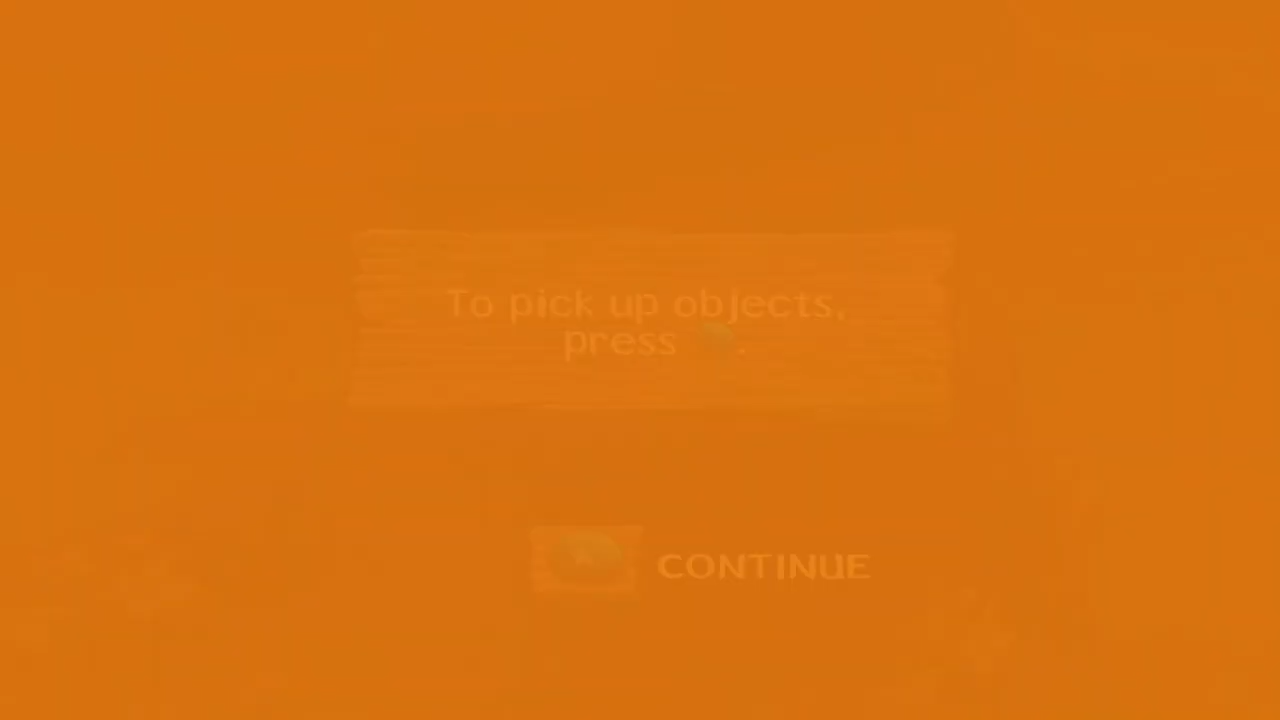 To pick up objects,
press .
A CONTINUE